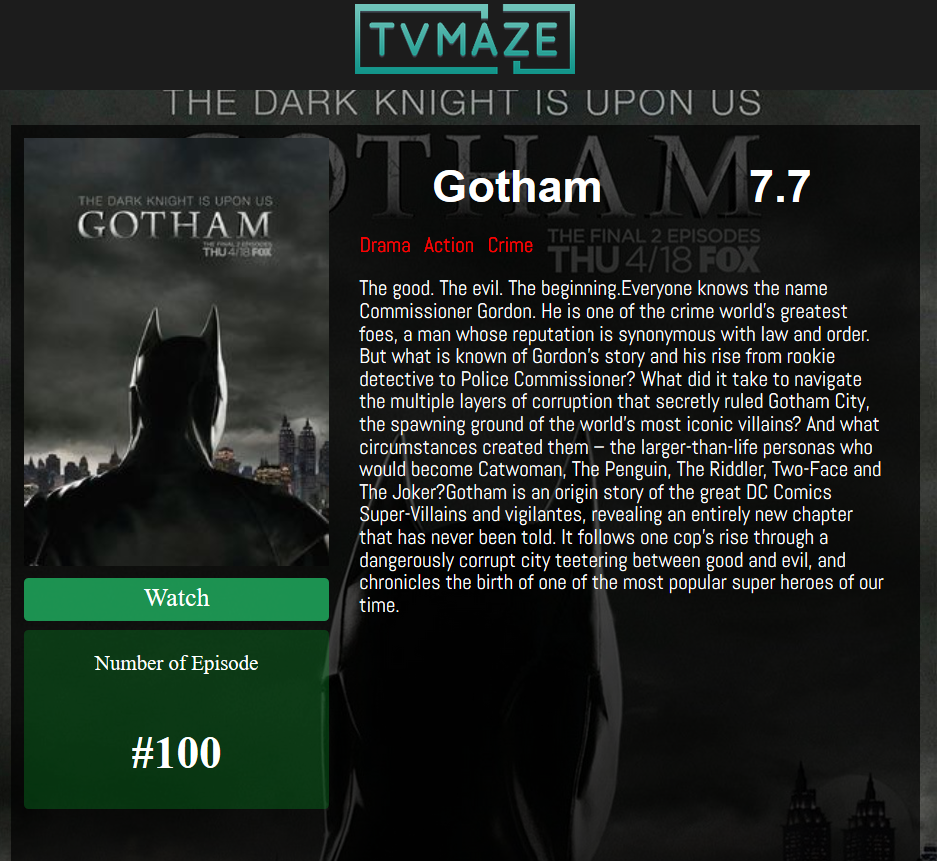 TVMAZE
THE DARK KNIGHT IS UPON US
GOTHAM
THE FINAL 2 EPISODES
THU 4/18 FOX
THE DARK KNIGHT IS UPON US
GOTHAM
THE FINAL 2 EPISODES
THU 4/18 FOX
Gotham 7.7
Drama Action Crime
The good. The evil. The beginning.Everyone knows the name
Commissioner Gordon. He is one of the crime world's greatest
foes, a man whose reputation is synonymous with law and order.
But what is known of Gordon's story and his rise from rookie
detective to Police Commissioner? What did it take to navigate
the multiple layers of corruption that secretly ruled Gotham City,
the spawning ground of the world's most iconic villains? And what
circumstances created them – the larger-than-life personas who
would become Catwoman, The Penguin, The Riddler, Two-Face and
The Joker?Gotham is an origin story of the great DC Comics
Super-Villains and vigilantes, revealing an entirely new chapter
that has never been told. It follows one cop's rise through a
dangerously corrupt city teetering between good and evil, and
chronicles the birth of one of the most popular super heroes of our
time.
Watch
Number of Episode
#100